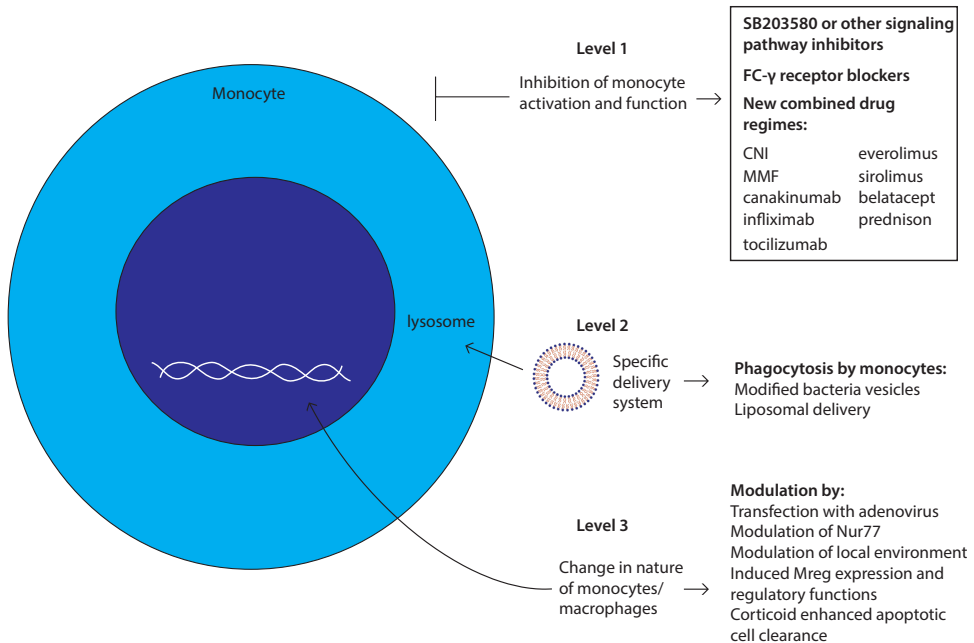 Monocyte
lysosome
Level 1
Inhibition of monocyte
activation and function
SB203580 or other signaling
pathway inhibitors
FC-γ receptor blockers
New combined drug
regimes:
CNI everolimus
MMF sirolimus
canakinumab belatacept
infliximab prednison
tocilizumab
Level 2
Specific
delivery
system
Phagocytosis by monocytes:
Modified bacteria vesicles
Liposomal delivery
Level 3
Change in nature
of monocytes/
macrophages
Modulation by:
Transfection with adenovirus
Modulation of Nur77
Modulation of local environment
Induced Mreg expression and
regulatory functions
Corticoid enhanced apoptotic
cell clearance